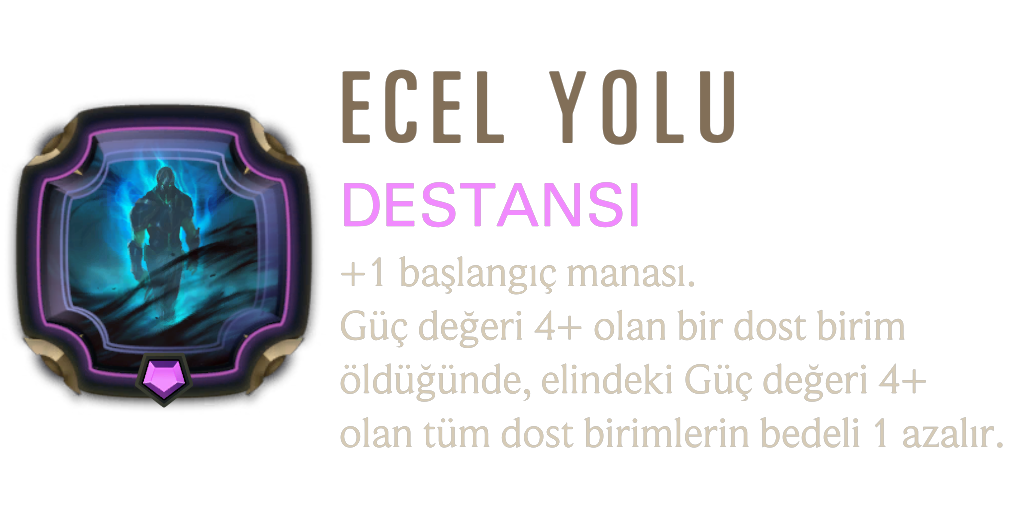 ECEL YOLU
DESTANSI
+1 başlangıç manası.
Güç değeri 4+ olan bir dost birim
öldüğünde, elindeki Güç değeri 4+
olan tüm dost birimlerin bedeli 1 azalır.